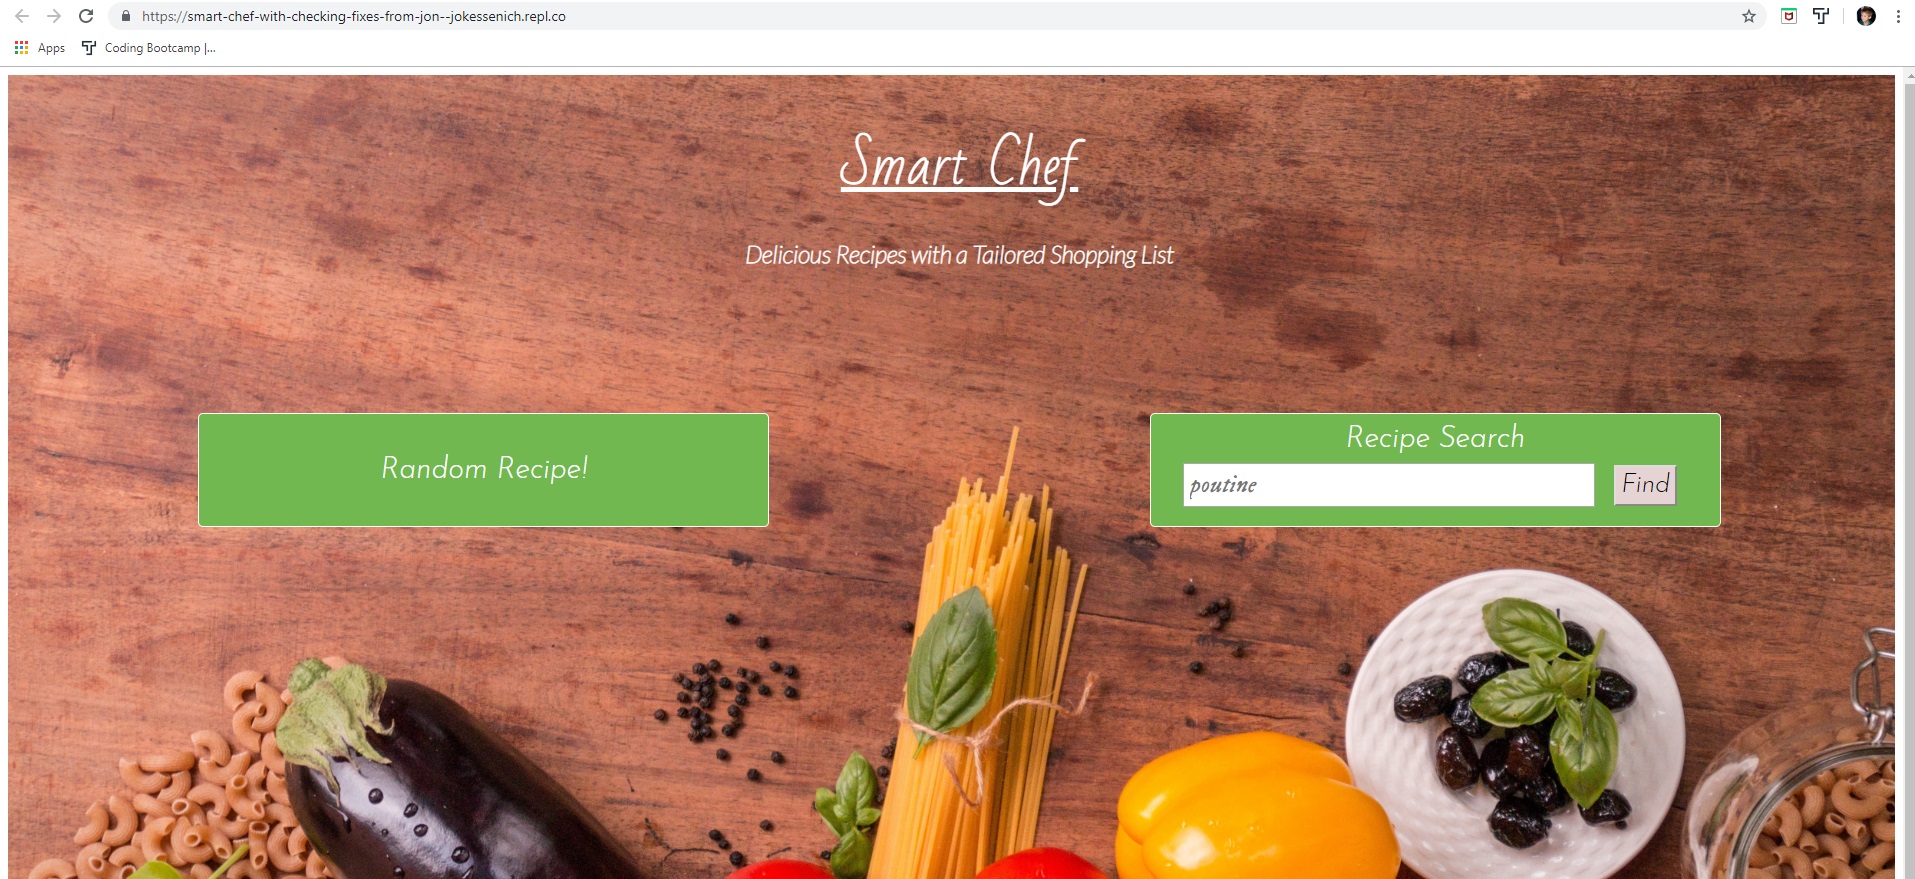 https://smart-chef-with-checking-fixes-from-jon--jokessenich.repl.co
Apps
Coding Bootcamp |...
Smart Chef
Delicious Recipes with a Tailored Shopping List
Random Recipe!
Recipe Search
poutine
Find